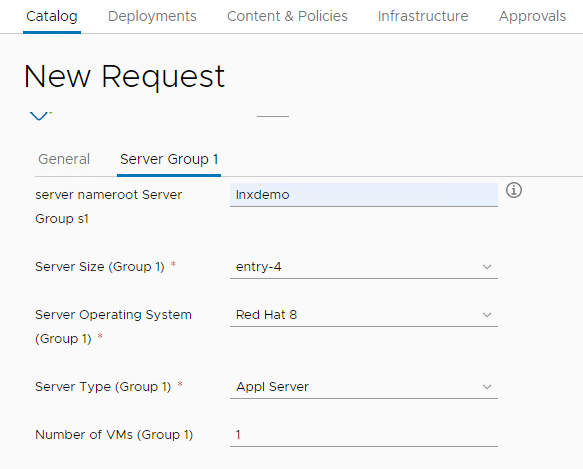 Catalog Deployments Content & Policies Infrastructure Approvals
New Request
General Server Group 1
server nameroot Server lnxdemo
Group s1
Server Size (Group 1) * entry-4
Server Operating System Red Hat 8
(Group 1) *
Server Type (Group 1) * Appl Server
Number of VMs (Group 1) 1